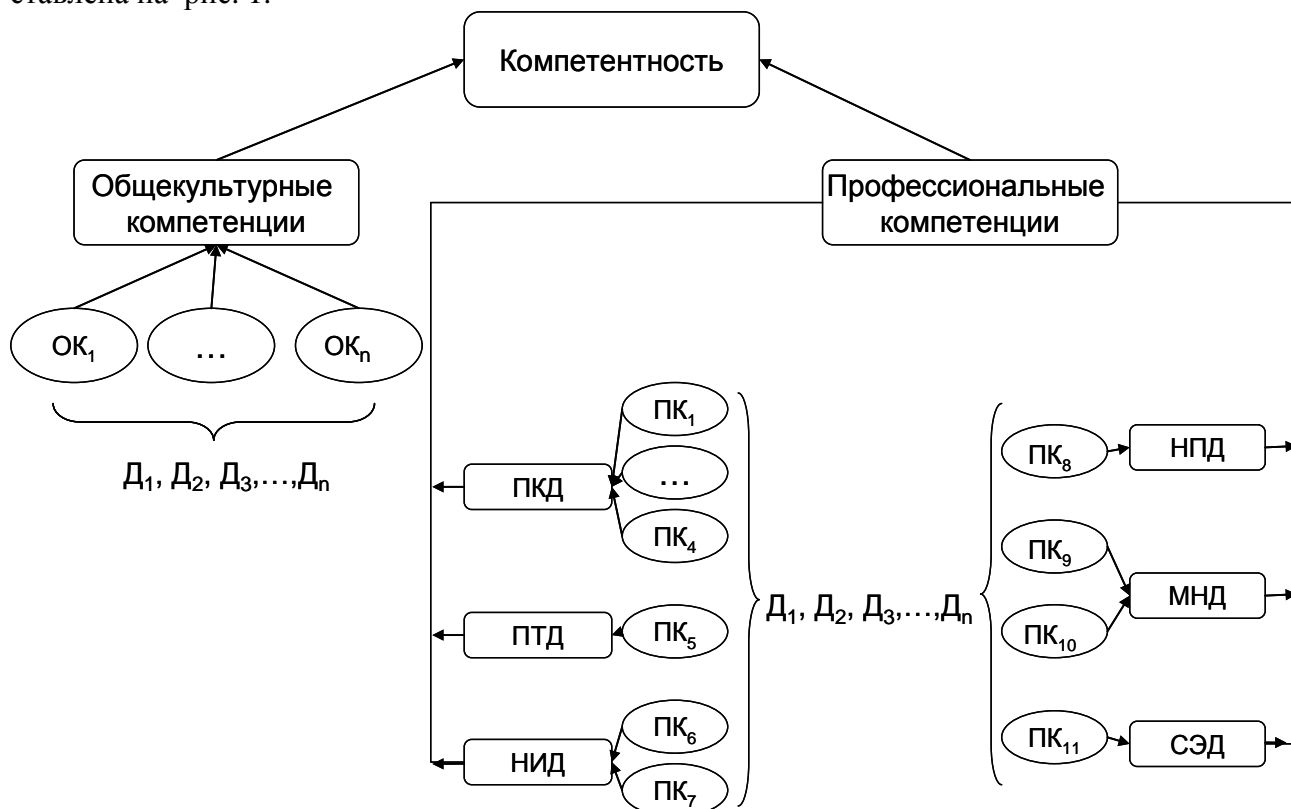 ставлена на рис. 1.
Компетентность
Общекультурные
компетенции
Профессиональные
компетенции
ОК₁
...
ОКₙ
Д₁, Д₂, Д₃,...,Дₙ
ПК₁
...
ПК₄
ПКД
ПТД
ПК₅
ПК₆
НИД
ПК₇
Д₁, Д₂, Д₃,...,Дₙ
ПК₈
НПД
ПК₉
МНД
ПК₁₀
ПК₁₁
СЭД